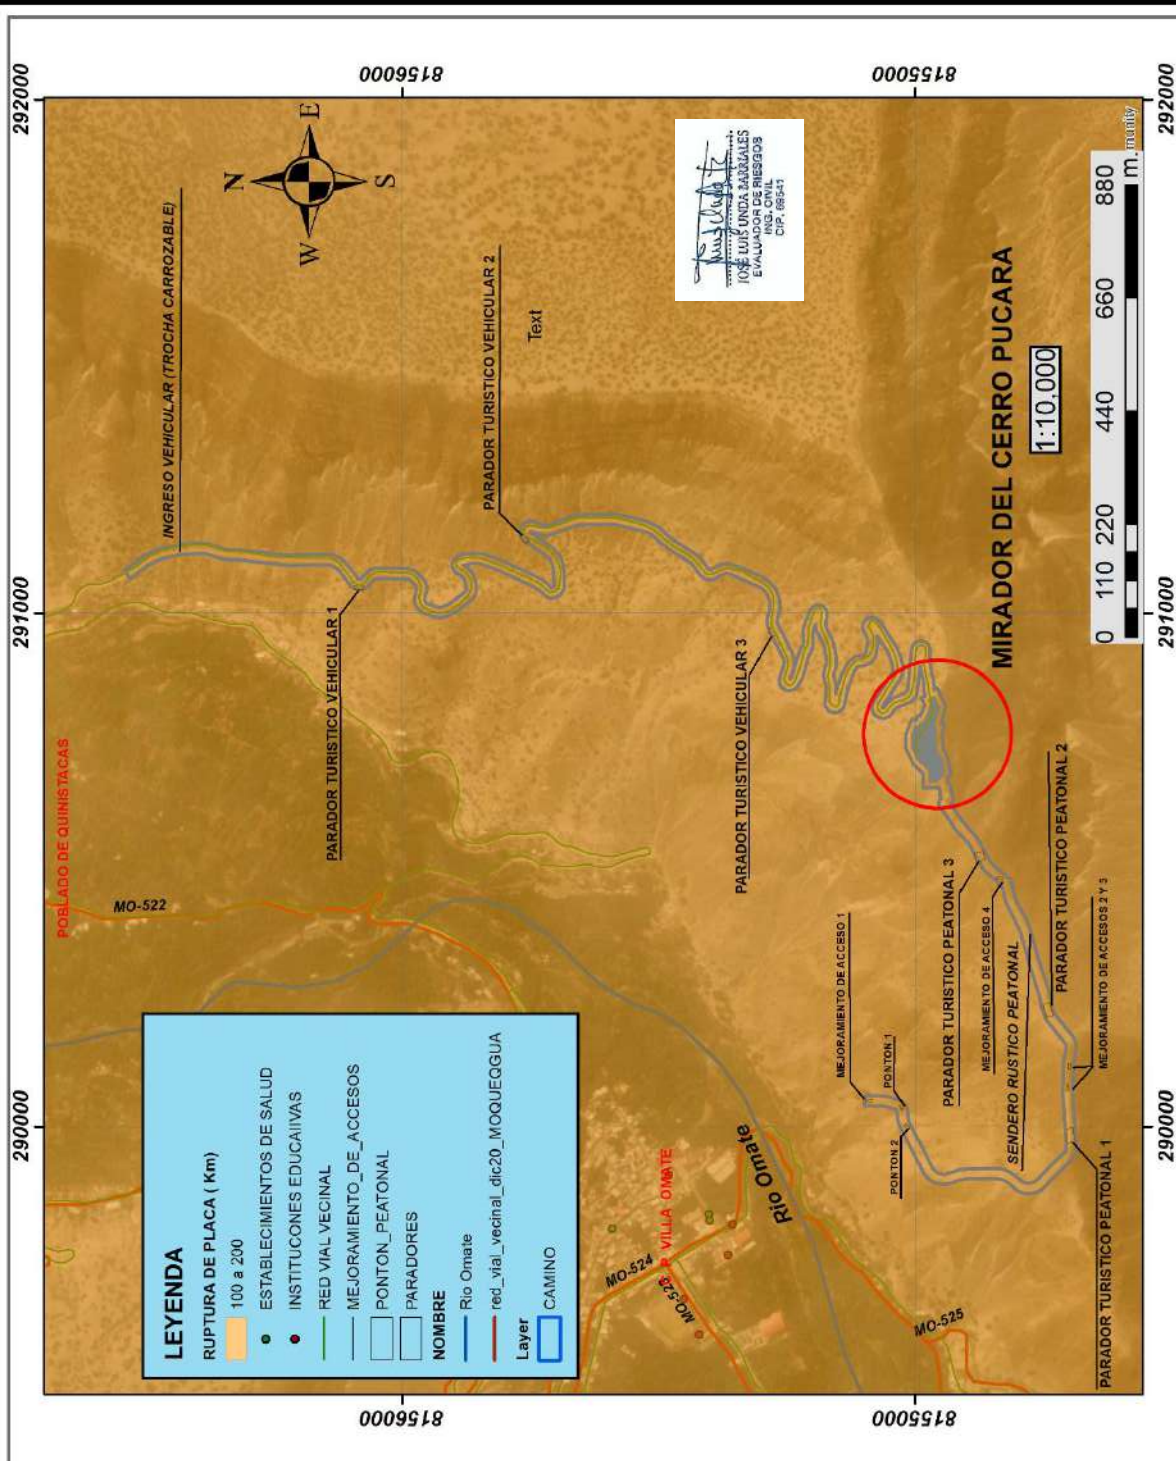 8156000
8155000
292000
292000
N
E
S
W
INGRESO VEHICULAR (TROCHA CARROZABLE)
PARADOR TURISTICO VEHICULAR 2
Text
JOSÉ LUIS UNDA BARRIALES
EVALUADOR DE RIESGOS
ING. CIVIL
CIP. 69541
munity
MIRADOR DEL CERRO PUCARA
1:10,000
0 110 220 440 660 880
m.
291000
291000
PARADOR TURISTICO VEHICULAR 1
PARADOR TURISTICO VEHICULAR 3
POBLADO DE QUINISTACAS
MO-522
PARADOR TURISTICO PEATONAL 2
PARADOR TURISTICO PEATONAL 3
MEJORAMIENTO DE ACCESO 4
SENDERO RUSTICO PEATONAL
MEJORAMIENTO DE ACCESO 1
PONTON 1
PONTON 2
MEJORAMIENTO DE ACCESOS 2 Y 3
PARADOR TURISTICO PEATONAL 1
290000
290000
Rio Omate
P VILLA OMATE
MO-524
MO-525
LEYENDA
RUPTURA DE PLACA ( Km)
100 a 200
ESTABLECIMIENTOS DE SALUD
INSTITUCONES EDUCAIIVAS
RED VIAL VECINAL
MEJORAMIENTO_DE_ACCESOS
PONTON_PEATONAL
PARADORES
NOMBRE
Rio Omate
red_vial_vecinal_dic20_MOQUEQGUA
Layer
CAMINO
8156000
8155000